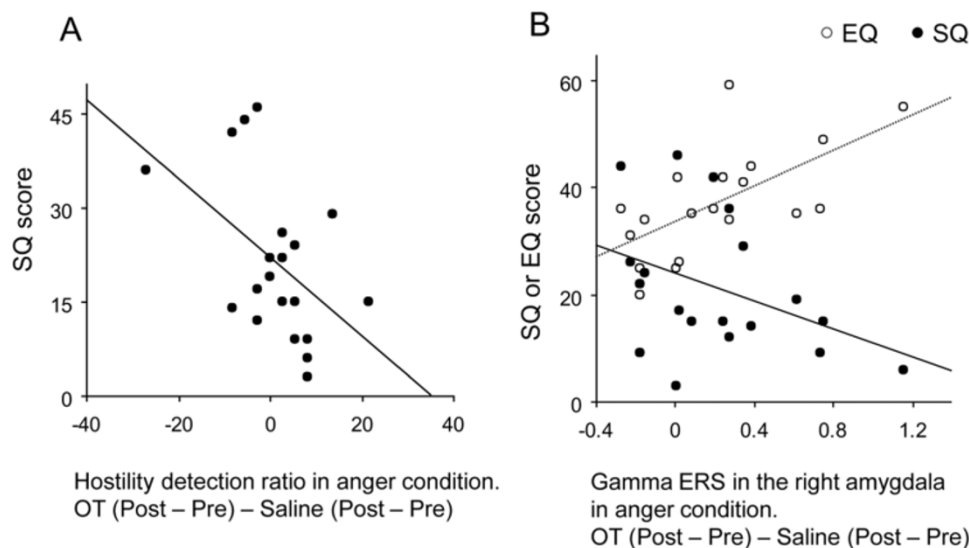 A
SQ score
45
30
15
0
-40
-20
0
20
40
Hostility detection ratio in anger condition.
OT (Post – Pre) – Saline (Post – Pre)
B
EQ
SQ
SQ or EQ score
60
40
20
0
-0.4
0
0.4
0.8
1.2
Gamma ERS in the right amygdala
in anger condition.
OT (Post – Pre) – Saline (Post – Pre)